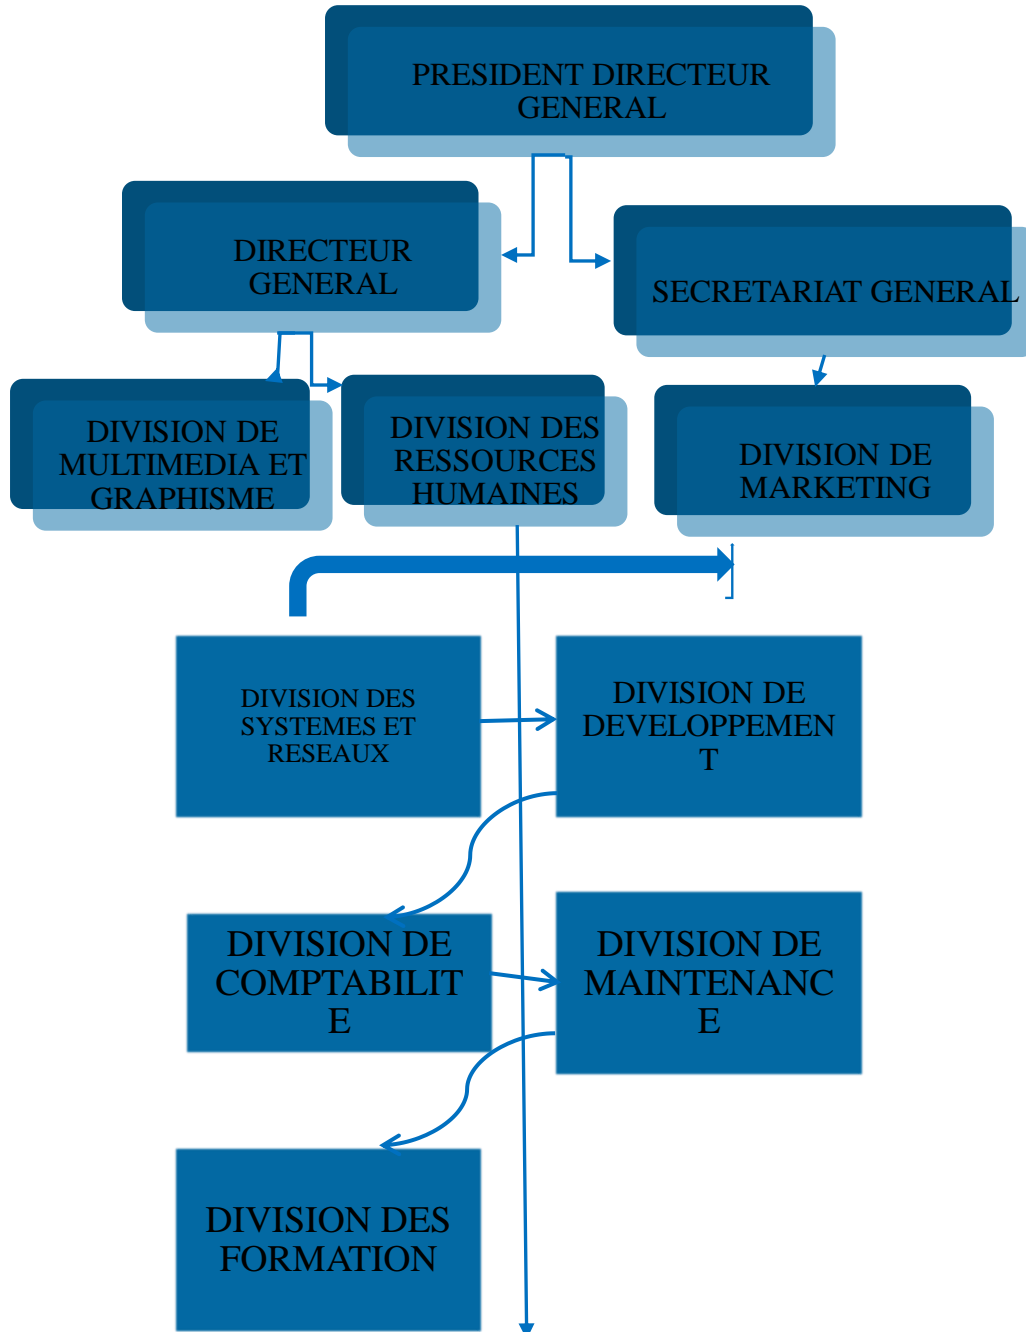 PRESIDENT DIRECTEUR
GENERAL
DIRECTEUR
GENERAL
SECRETARIAT GENERAL
DIVISION DE
MULTIMEDIA ET
GRAPHISME
DIVISION DES
RESSOURCES
HUMAINES
DIVISION DE
MARKETING
DIVISION DES
SYSTEMES ET
RESEAUX
DIVISION DE
DEVELOPPEMEN
T
DIVISION DE
COMPTABILIT
E
DIVISION DE
MAINTENANC
E
DIVISION DES
FORMATION